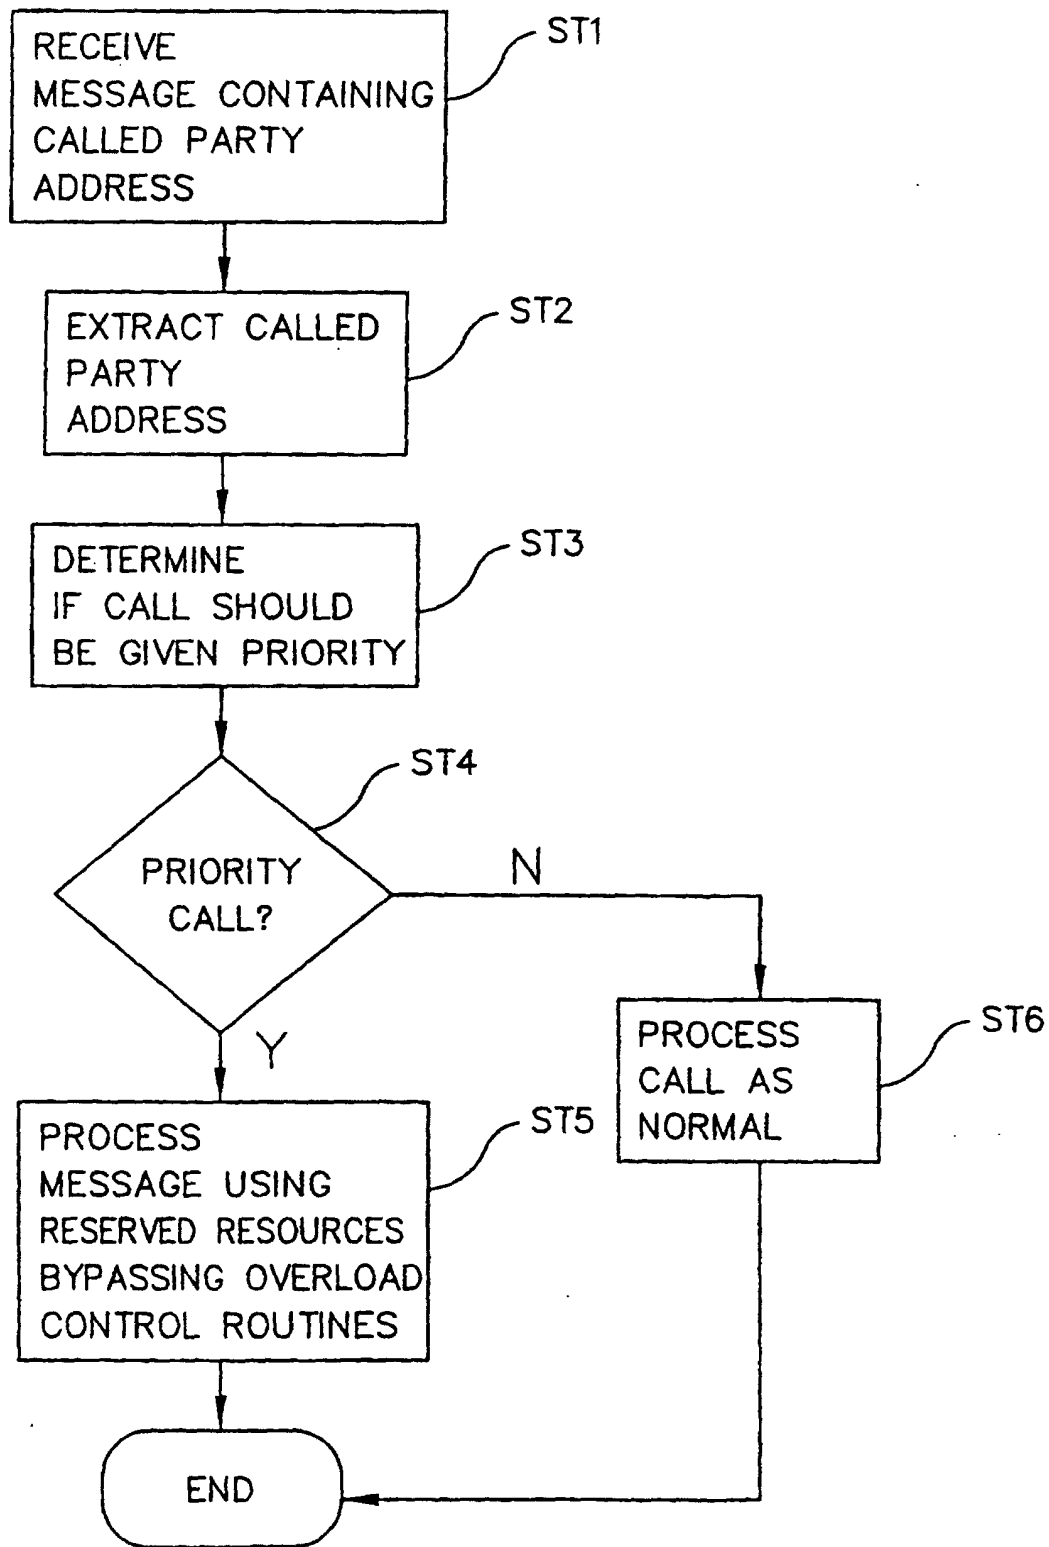 RECEIVE
MESSAGE CONTAINING
CALLED PARTY
ADDRESS
ST1
EXTRACT CALLED
PARTY
ADDRESS
ST2
DETERMINE
IF CALL SHOULD
BE GIVEN PRIORITY
ST3
PRIORITY
CALL?
ST4
N
Y
PROCESS
CALL AS
NORMAL
ST6
PROCESS
MESSAGE USING
RESERVED RESOURCES
BYPASSING OVERLOAD
CONTROL ROUTINES
ST5
END